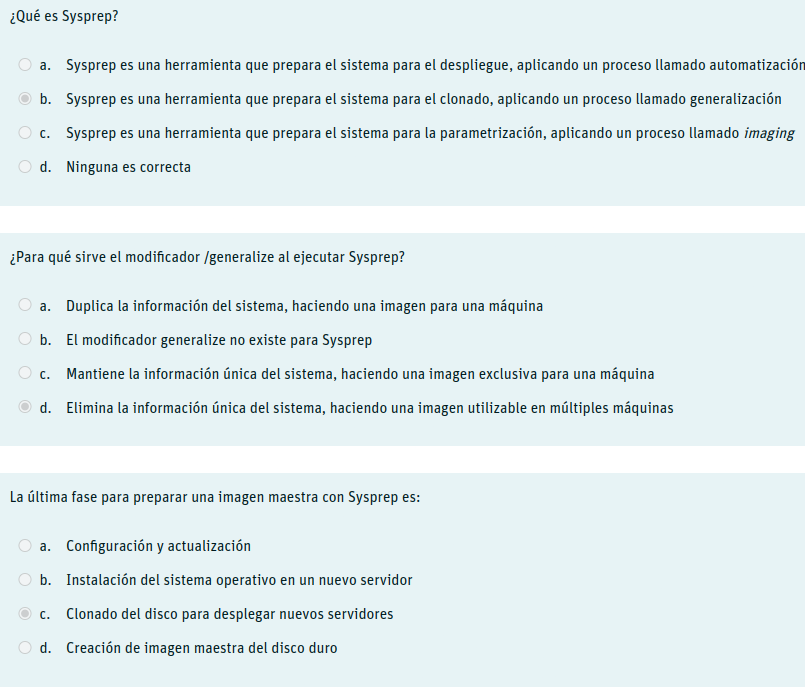 ¿Qué es Sysprep?
a. Sysprep es una herramienta que prepara el sistema para el despliegue, aplicando un proceso llamado automatización
b. Sysprep es una herramienta que prepara el sistema para el clonado, aplicando un proceso llamado generalización
c. Sysprep es una herramienta que prepara el sistema para la parametrización, aplicando un proceso llamado imaging
d. Ninguna es correcta
¿Para qué sirve el modificador /generalize al ejecutar Sysprep?
a. Duplica la información del sistema, haciendo una imagen para una máquina
b. El modificador generalize no existe para Sysprep
c. Mantiene la información única del sistema, haciendo una imagen exclusiva para una máquina
d. Elimina la información única del sistema, haciendo una imagen utilizable en múltiples máquinas
La última fase para preparar una imagen maestra con Sysprep es:
a. Configuración y actualización
b. Instalación del sistema operativo en un nuevo servidor
c. Clonado del disco para desplegar nuevos servidores
d. Creación de imagen maestra del disco duro